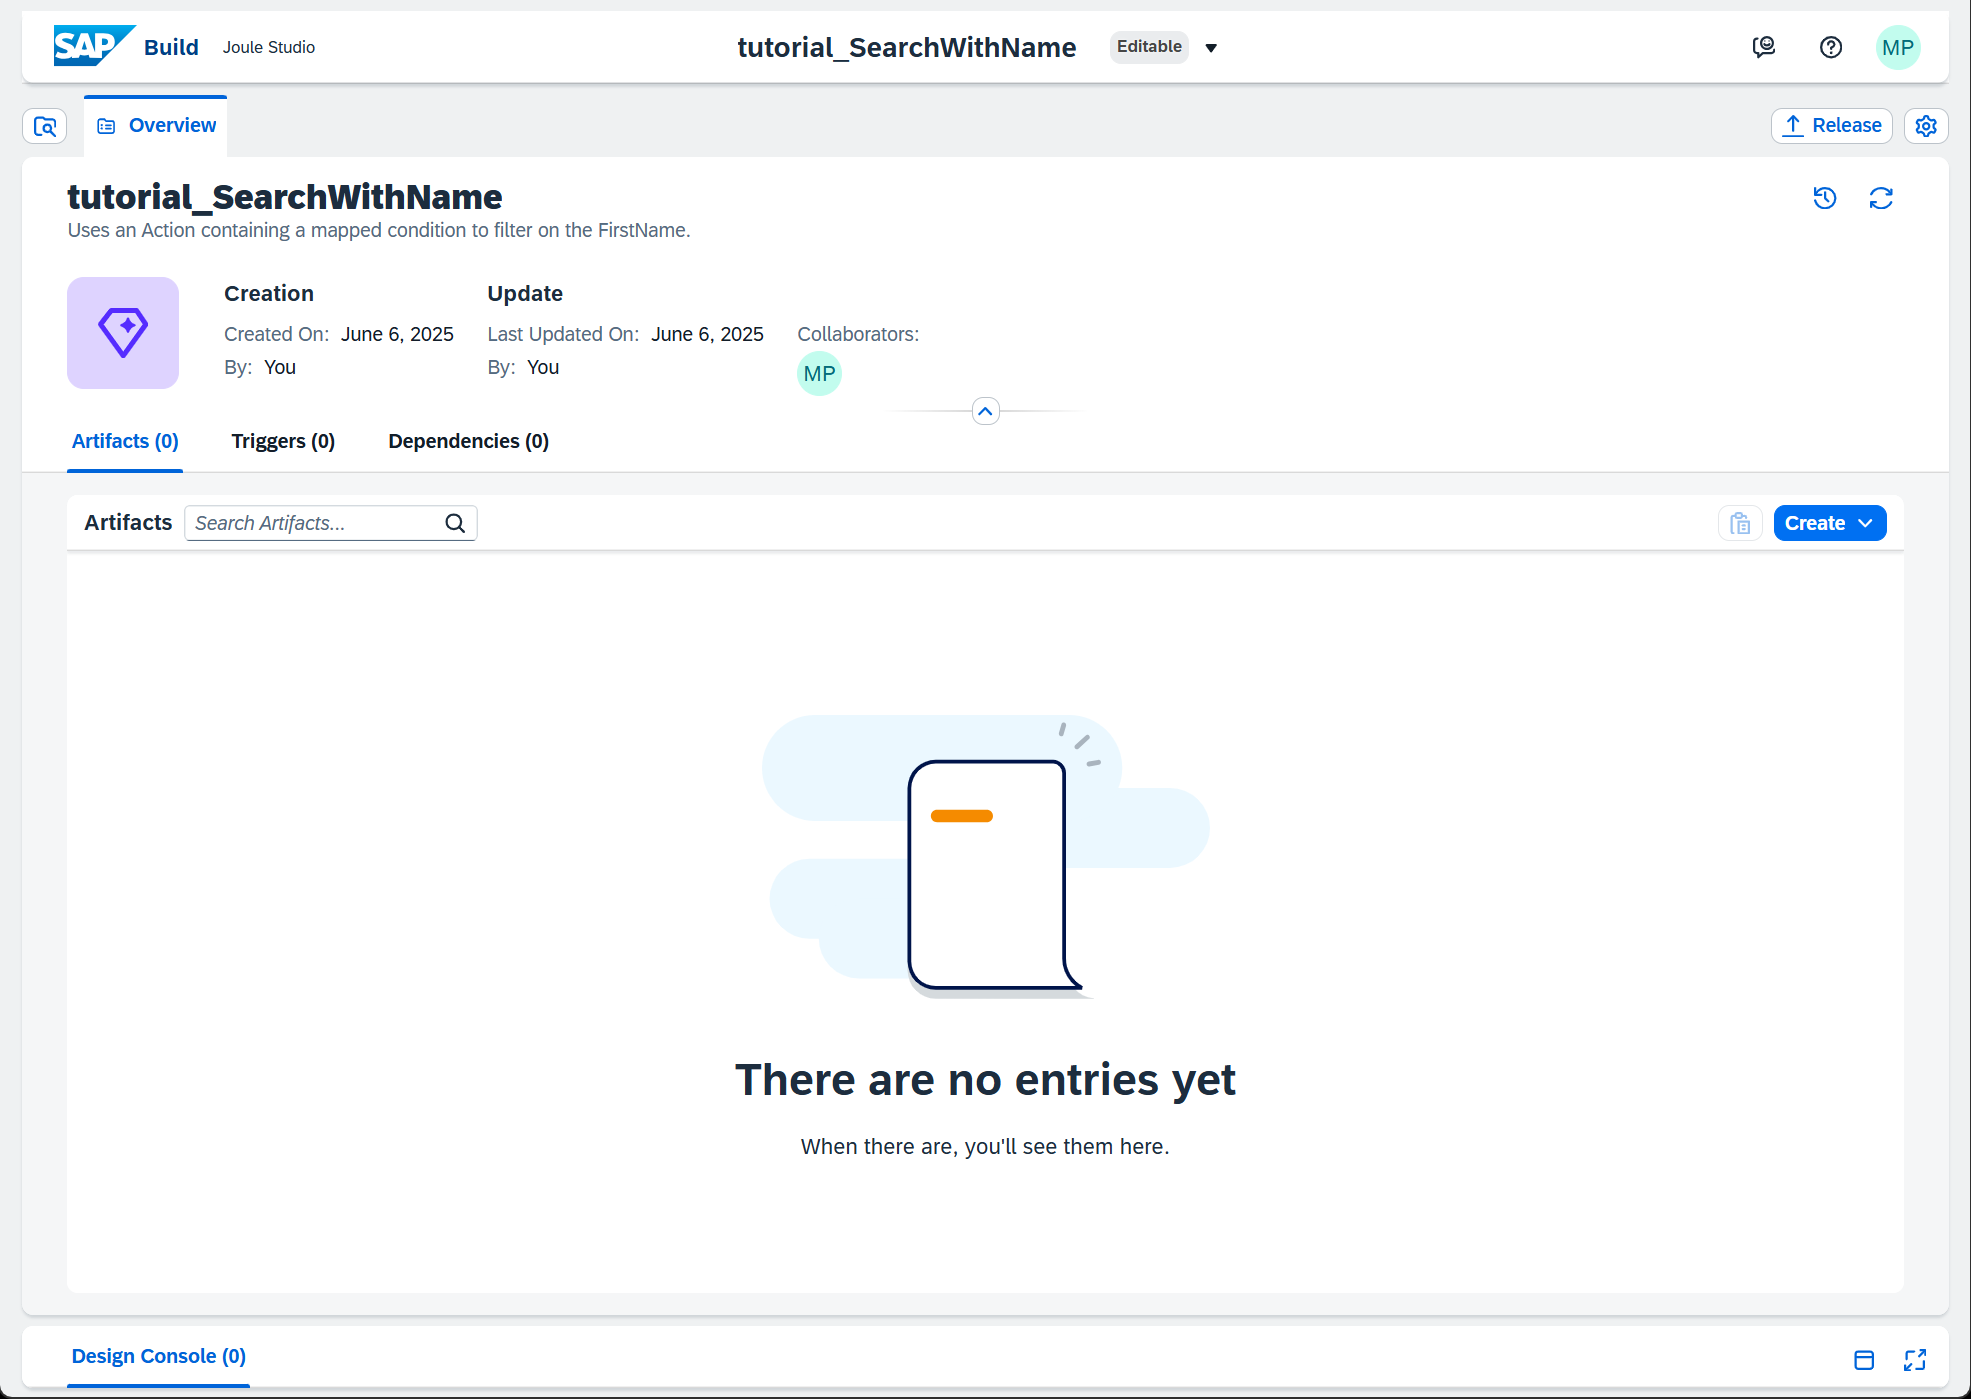 SAP Build Joule Studio
tutorial_SearchWithName Editable
MP
Overview
Release
tutorial_SearchWithName
Uses an Action containing a mapped condition to filter on the FirstName.
Creation
Created On: June 6, 2025
By: You
Update
Last Updated On: June 6, 2025
By: You
Collaborators:
MP
Artifacts (0) Triggers (0) Dependencies (0)
Artifacts Search Artifacts... Create
There are no entries yet
When there are, you'll see them here.
Design Console (0)